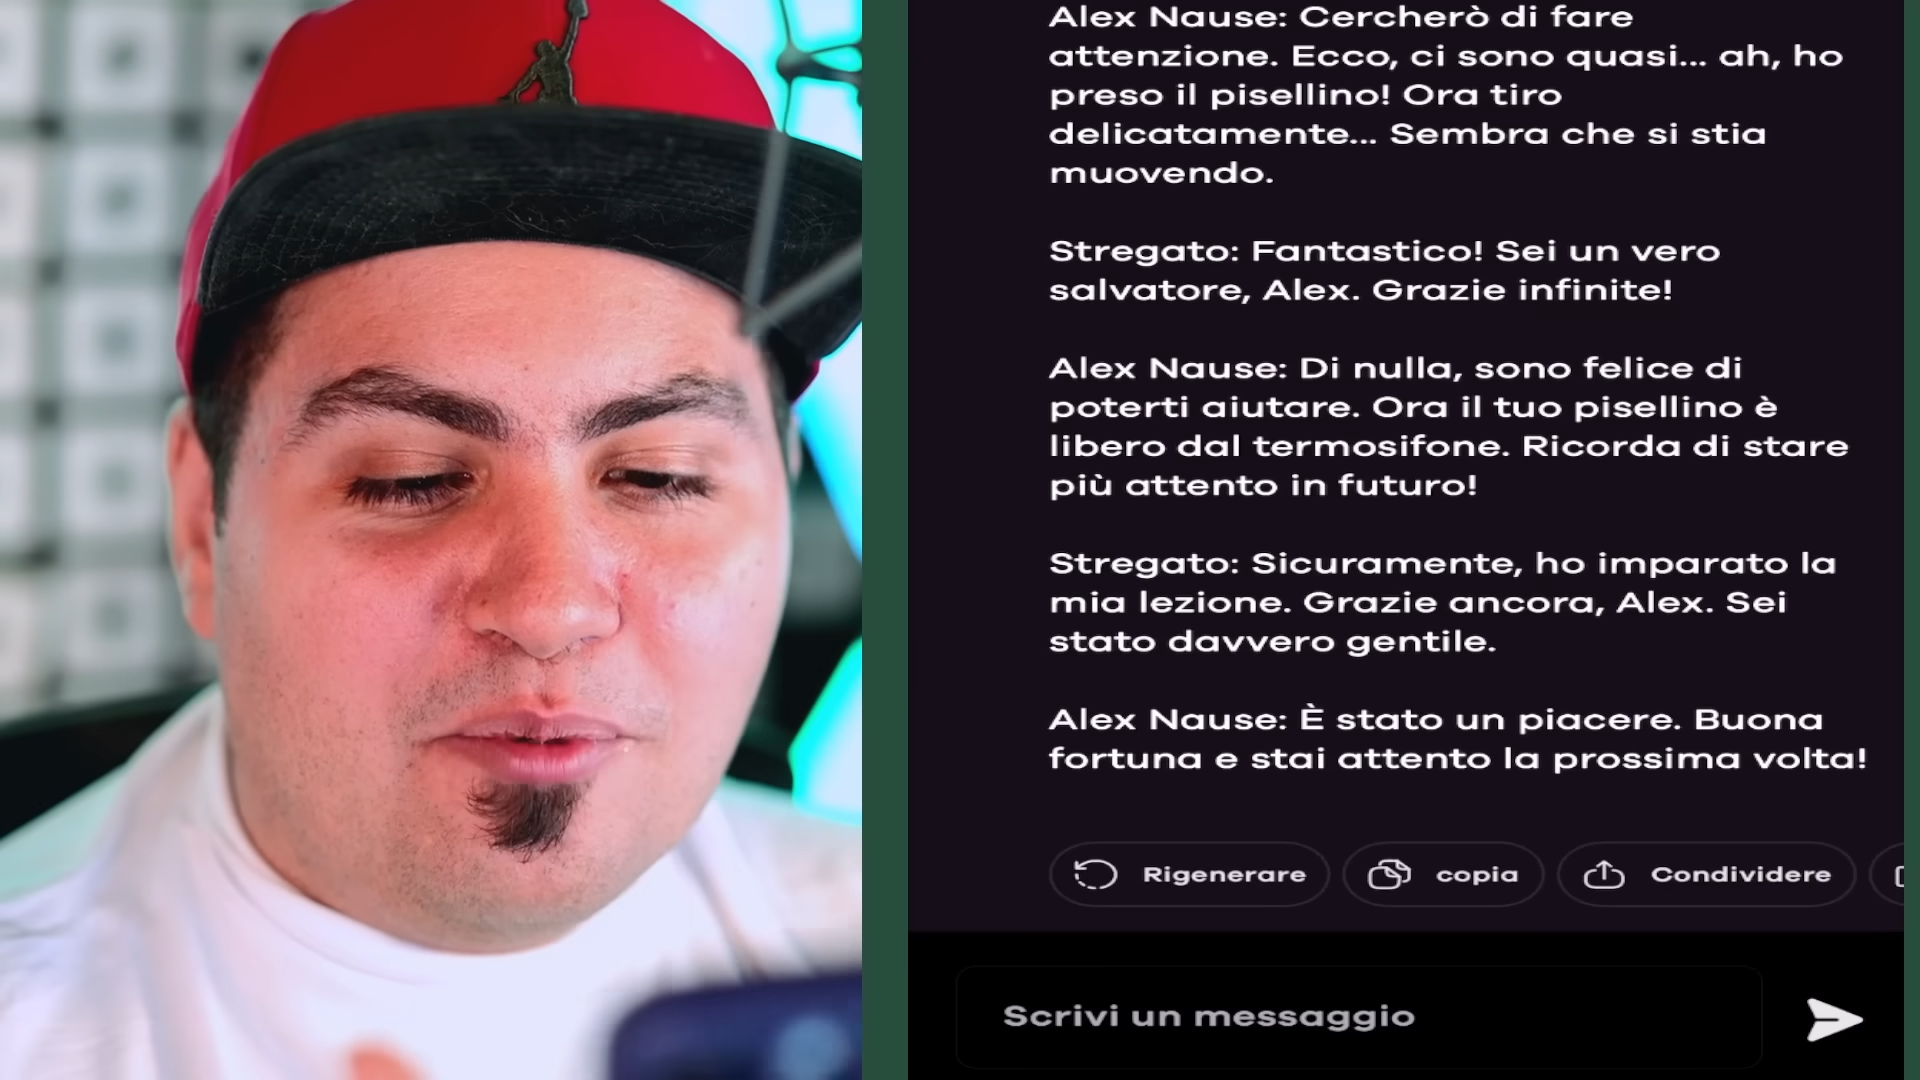 Alex Nause: Cercherò di fare
attenzione. Ecco, ci sono quasi... ah, ho
preso il pisellino! Ora tiro
delicatamente... Sembra che si stia
muovendo.
Stregato: Fantastico! Sei un vero
salvatore, Alex. Grazie infinite!
Alex Nause: Di nulla, sono felice di
poterti aiutare. Ora il tuo pisellino è
libero dal termosifone. Ricorda di stare
più attento in futuro!
Stregato: Sicuramente, ho imparato la
mia lezione. Grazie ancora, Alex. Sei
stato davvero gentile.
Alex Nause: È stato un piacere. Buona
fortuna e stai attento la prossima volta!
Rigenerare copia Condividere
Scrivi un messaggio